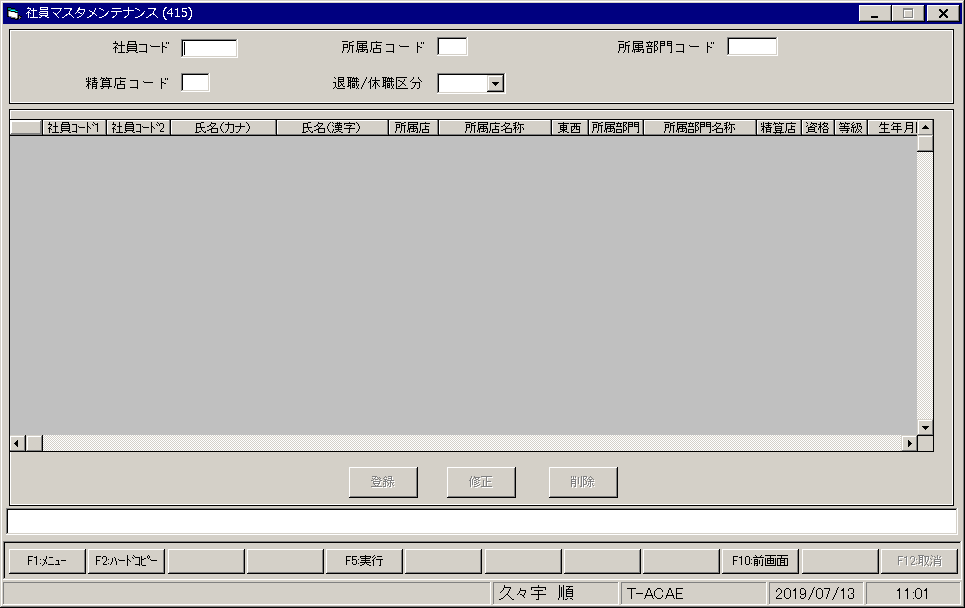 社員マスタメンテナンス (415)
社員コード 所属店コード 所属部門コード
精算店コード 退職/休職区分
社員ｺｰﾄﾞ1 社員ｺｰﾄﾞ2 氏名(カナ) 氏名(漢字) 所属店 所属店名称 東西 所属部門 所属部門名称 精算店 資格 等級 生年月
登録 修正 削除
F1:ﾒﾆｭｰ F2:ﾊｰﾄﾞｺﾋﾟｰ F5:実行 F10:前画面 F12:取消
久々宇 順 T-ACAE 2019/07/13 11:01